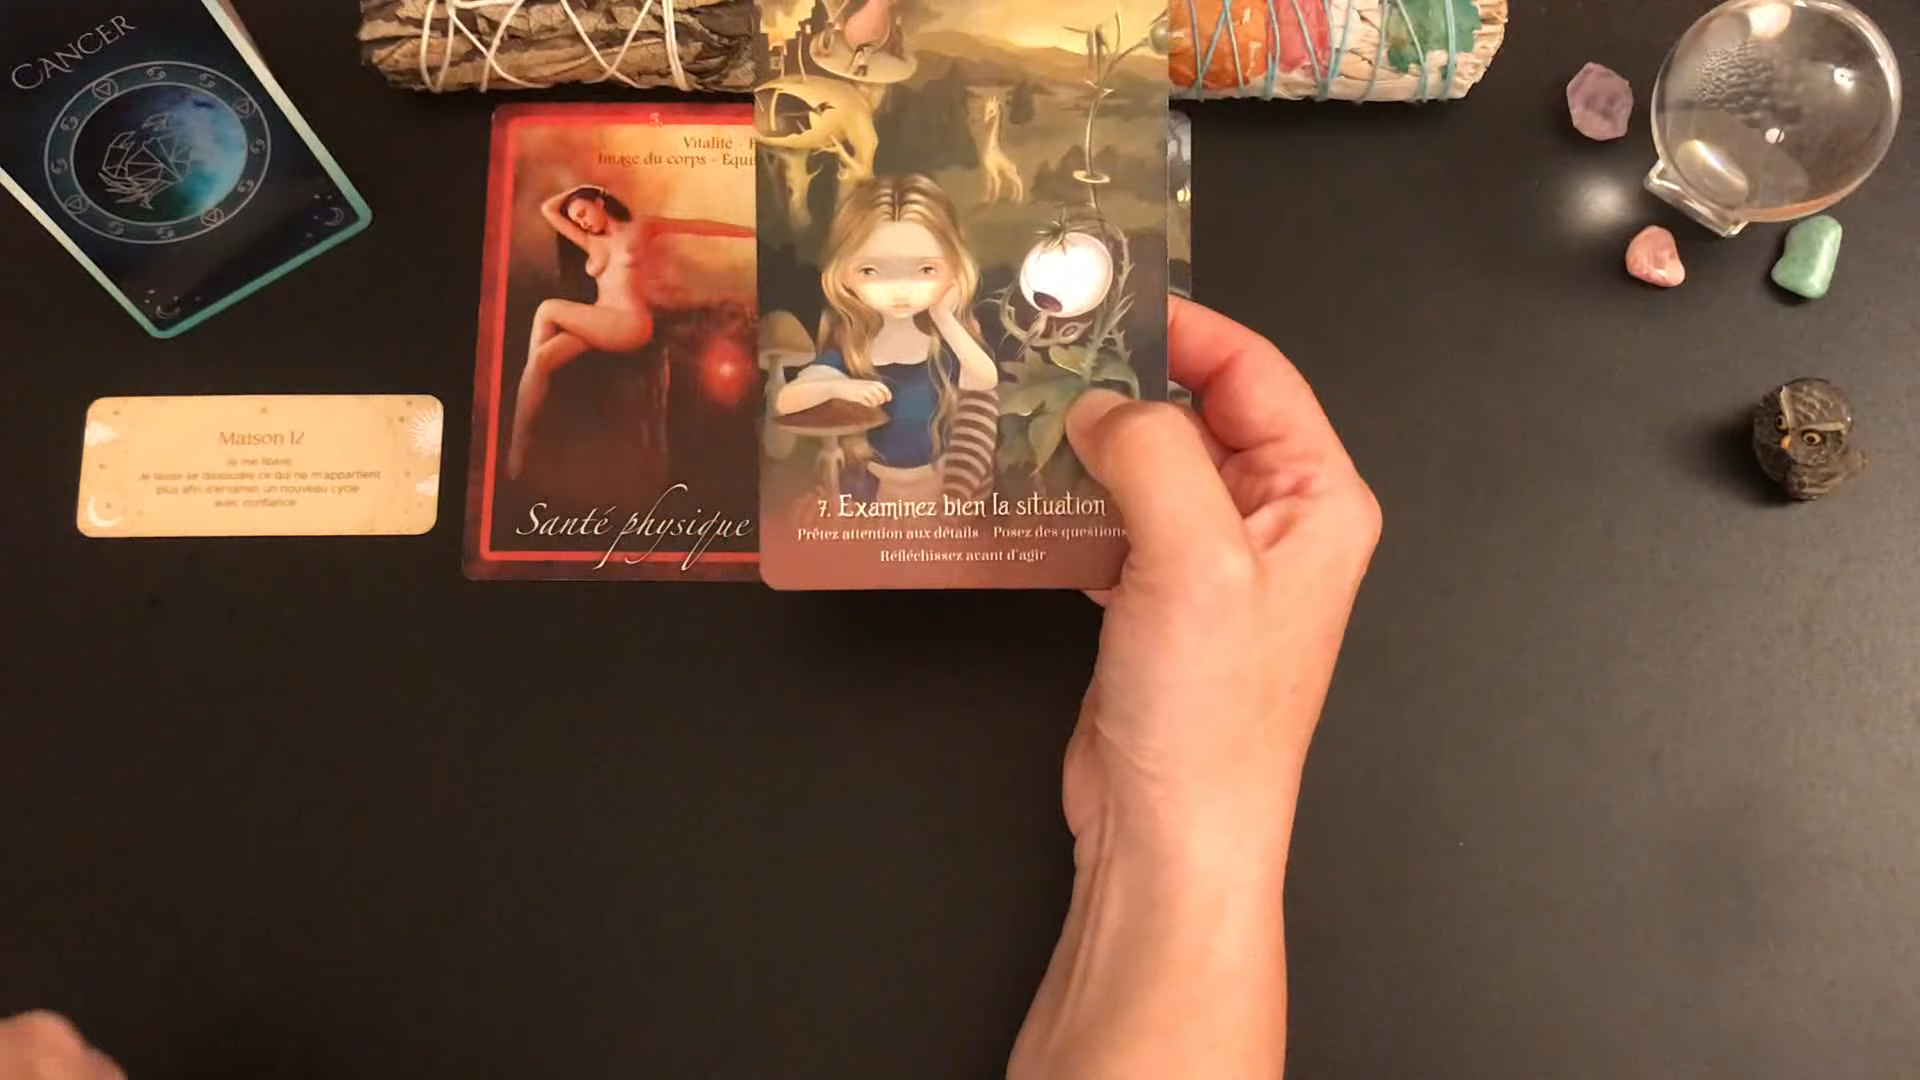 CANCER
Maison 12
Je me libère
Je laisse se dissoudre ce qui ne m'appartient
plus afin d'entamer un nouveau cycle
avec confiance
5.
Vitalité -
Image du corps -
Santé physique
7. Examinez bien la situation
Prêtez attention aux détails Posez des questions
Réfléchissez avant d'agir